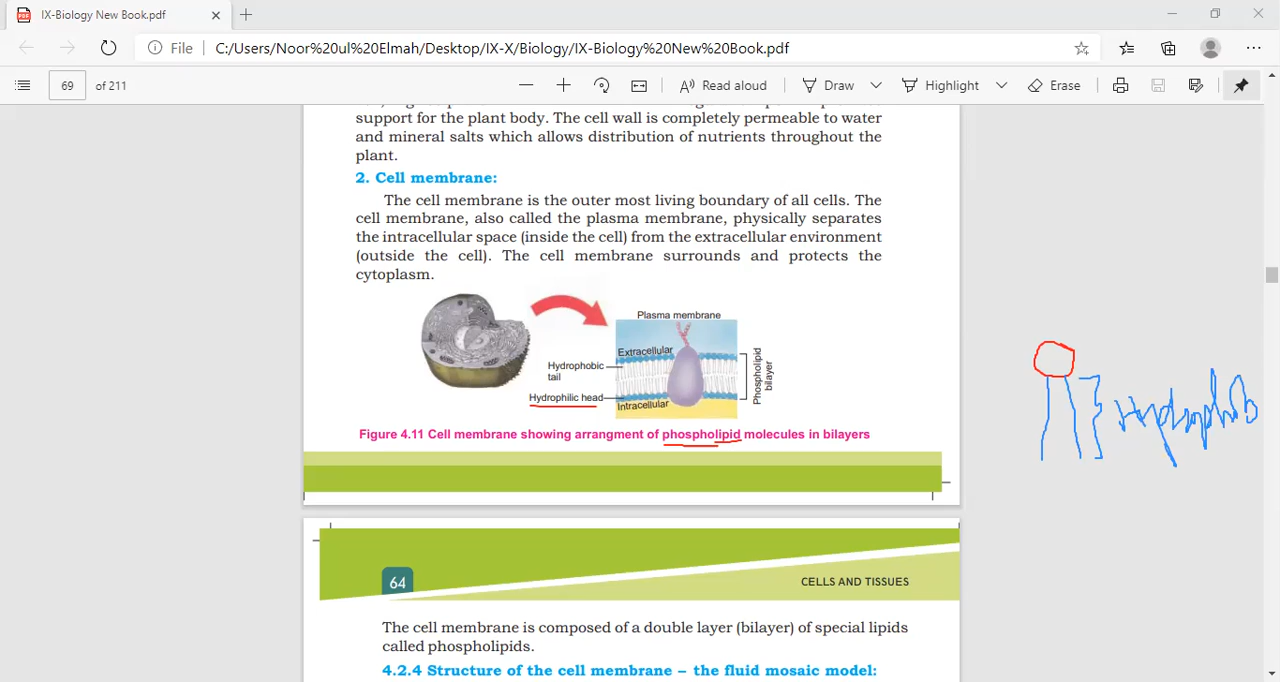 IX-Biology New Book.pdf
File
C:/Users/Noor%20ul%20Elmah/Desktop/IX-X/Biology/IX-Biology%20New%20Book.pdf
69 of 211
Read aloud
Draw
Highlight
Erase
support for the plant body. The cell wall is completely permeable to water
and mineral salts which allows distribution of nutrients throughout the
plant.
2. Cell membrane:
The cell membrane is the outer most living boundary of all cells. The
cell membrane, also called the plasma membrane, physically separates
the intracellular space (inside the cell) from the extracellular environment
(outside the cell). The cell membrane surrounds and protects the
cytoplasm.
Plasma membrane
Extracellular
Hydrophobic
tail
Hydrophilic head
Intracellular
Phospholipid
bilayer
Hydrophob
Figure 4.11 Cell membrane showing arrangment of phospholipid molecules in bilayers
64
CELLS AND TISSUES
The cell membrane is composed of a double layer (bilayer) of special lipids
called phospholipids.
4.2.4 Structure of the cell membrane – the fluid mosaic model: